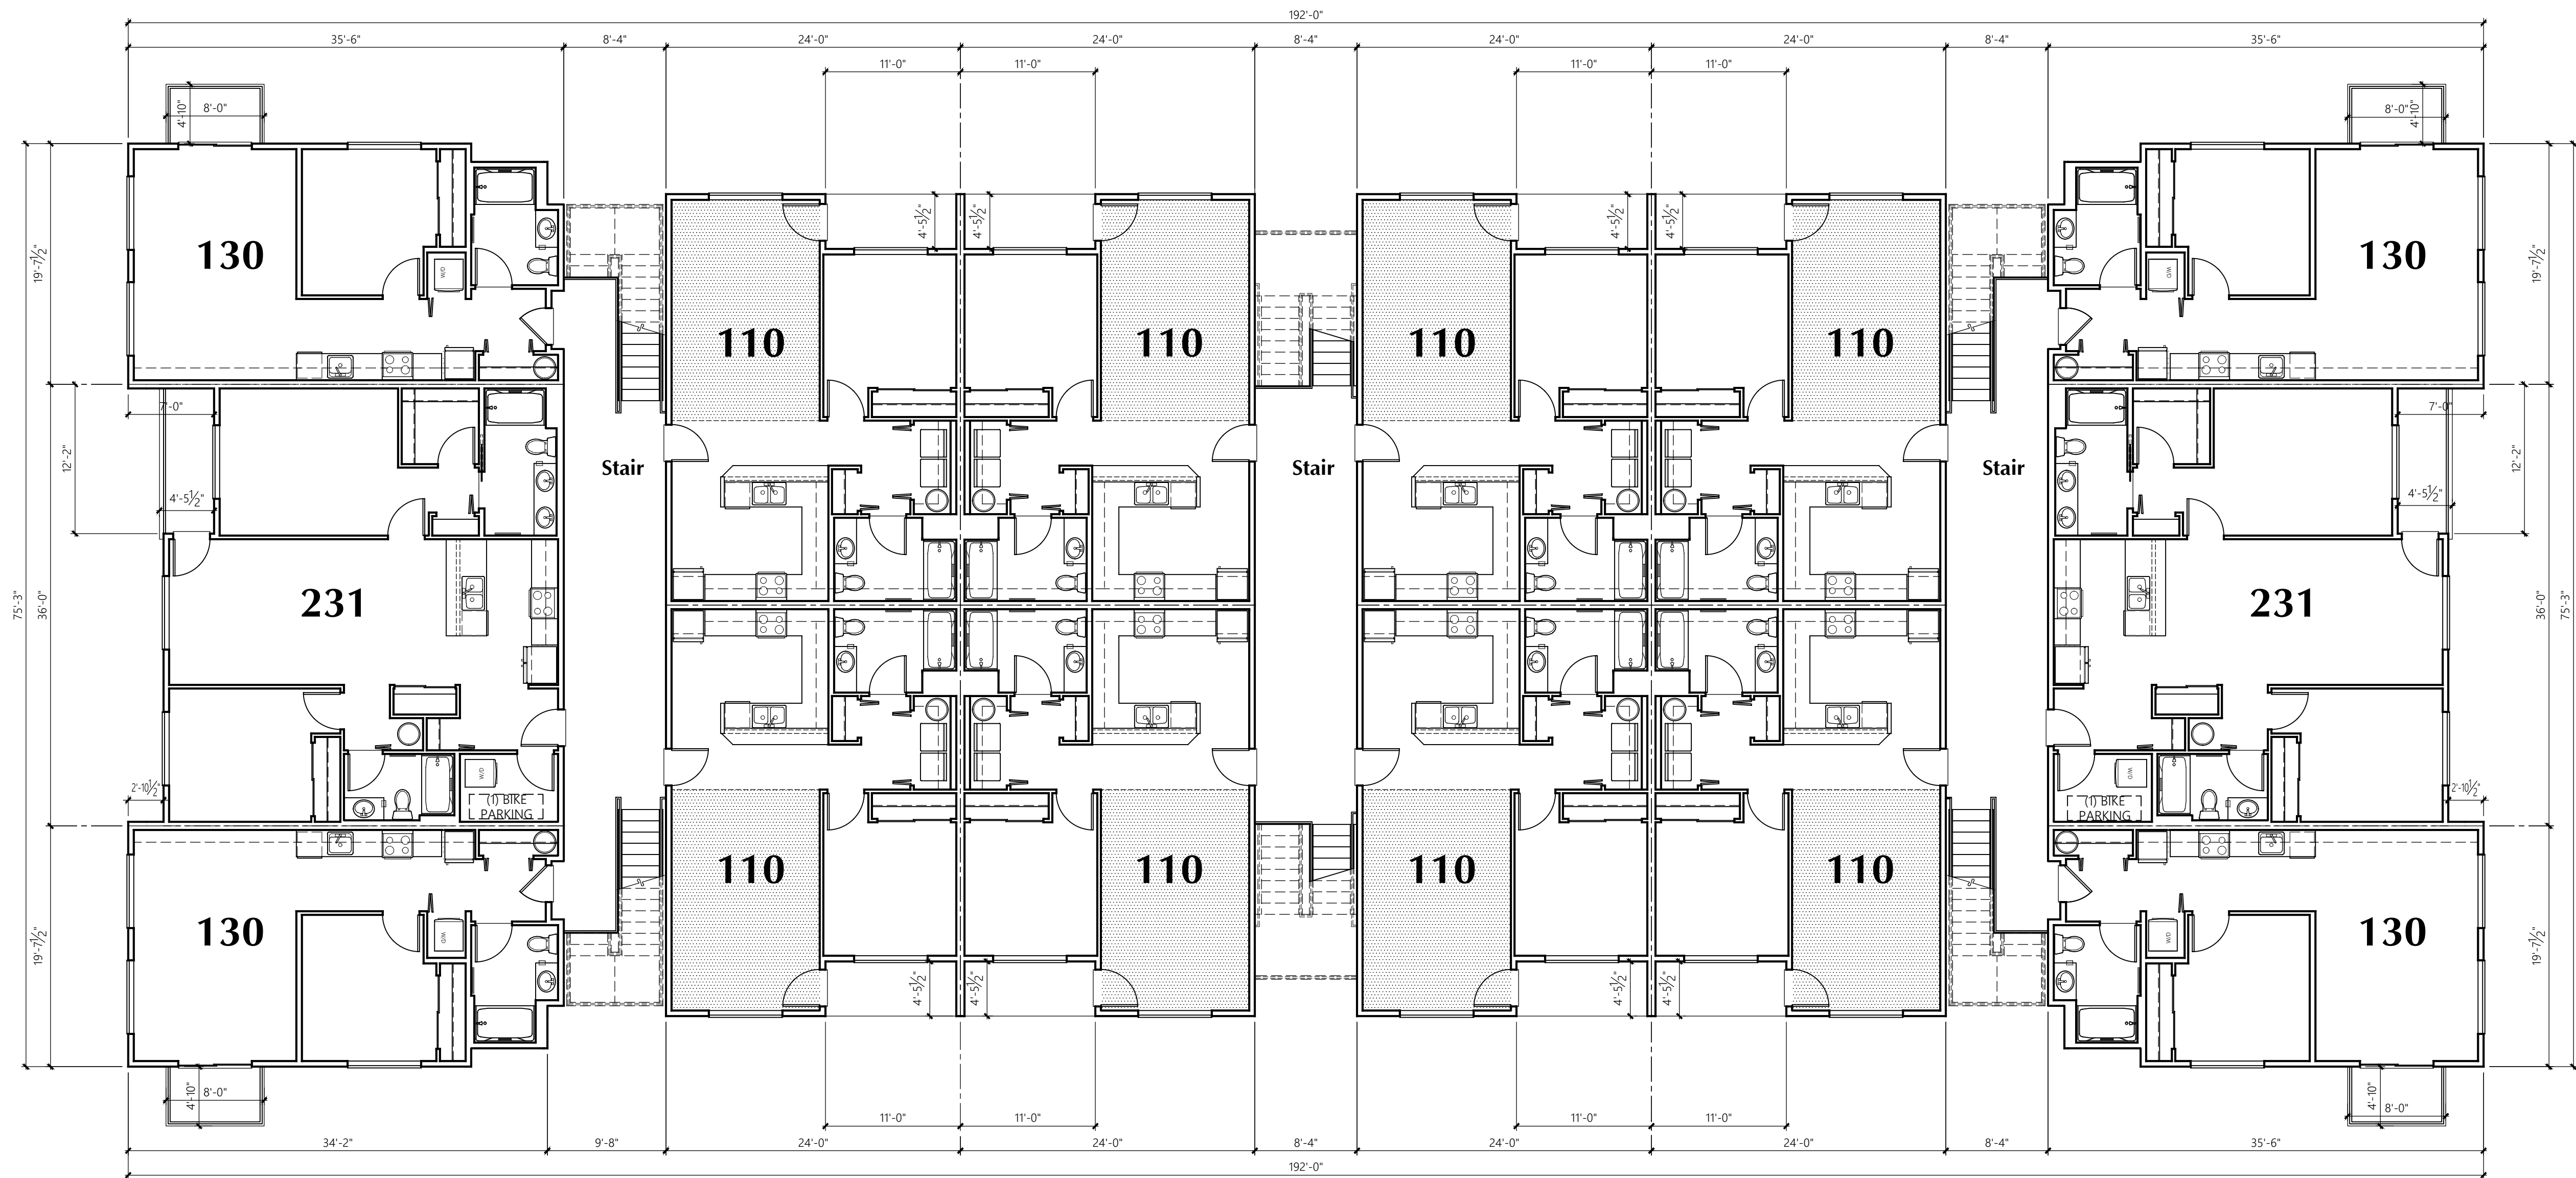 192'-0"
35'-6" 8'-4" 24'-0" 24'-0" 8'-4" 24'-0" 24'-0" 8'-4" 35'-6"
11'-0" 11'-0" 11'-0" 11'-0"
8'-0" 8'-0"
4'-10" 4'-10"
4'-5½" 4'-5½" 4'-5½" 4'-5½"
130 130
19'-7½" 19'-7½"
W/D W/D
110 110 110 110
7'-0" 7'-0"
12'-2" Stair Stair Stair 12'-2"
4'-5½" 4'-5½"
75'-3" 36'-0" 231 231 36'-0" 75'-3"
W/D W/D
2'-10½" 2'-10½"
(1) BIKE (1) BIKE
PARKING PARKING
110 110 110 110
130 130
19'-7½" 19'-7½"
W/D W/D
4'-5½" 4'-5½" 4'-5½" 4'-5½"
4'-10" 4'-10"
8'-0" 8'-0"
11'-0" 11'-0" 11'-0" 11'-0"
34'-2" 9'-8" 24'-0" 24'-0" 8'-4" 24'-0" 24'-0" 8'-4" 35'-6"
192'-0"